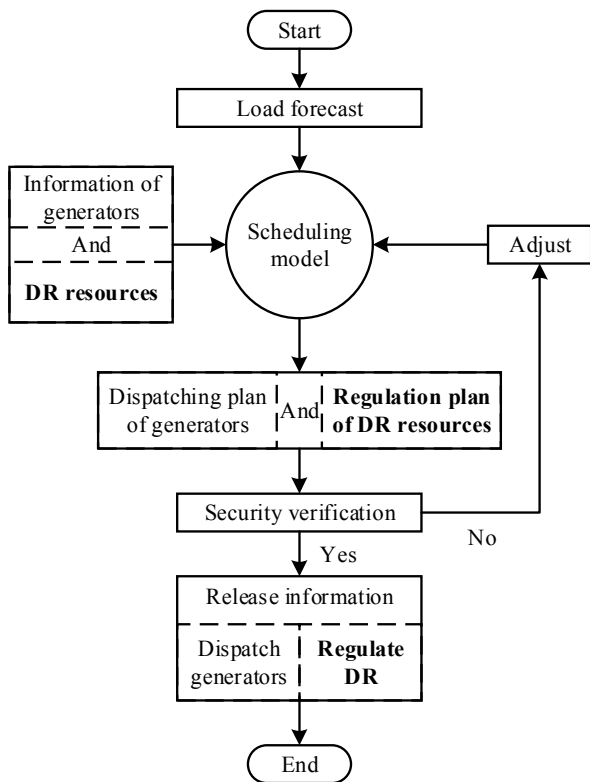 Start
Load forecast
Information of
generators
And
DR resources
Scheduling
model
Adjust
Dispatching plan
of generators
And
Regulation plan
of DR resources
Security verification
No
Yes
Release information
Dispatch
generators
Regulate
DR
End